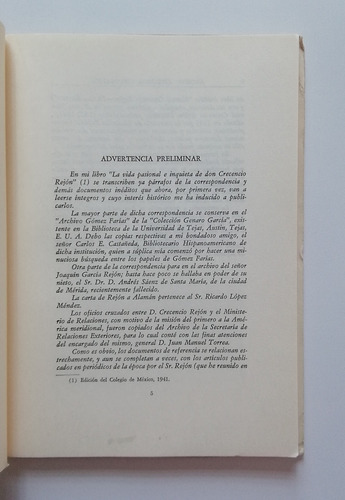 ADVERTENCIA PRELIMINAR
En mi libro "La vida pasional e inquieta de don Crecencio
Rejón" (1) se transcriben ya párrafos de la correspondencia y
demás documentos inéditos que ahora, por primera vez, van a
leerse íntegros y cuyo interés histórico me ha inducido a publi-
carlos.
La mayor parte de dicha correspondencia se conserva en el
"Archivo Gómez Farías" de la "Colección Genaro García", exis-
tente en la Biblioteca de la Universidad de Tejas, Austin, Tejas,
E. U. A. Debo las copias respectivas a mi bondadoso amigo, el
señor Carlos E. Castañeda, Bibliotecario Hispanoamericano de
dicha institución, quien a súplica mía comenzó por hacer una mi-
nuciosa búsqueda entre los papeles de Gómez Farías.
Otra parte de la correspondencia para en el archivo del señor
Joaquín García Rejón; hasta hace poco se hallaba en poder de su
nieto, el Sr. Dr. D. Andrés Sáenz de Santa María, de la ciudad
de Mérida, recientemente fallecido.
La carta de Rejón a Alamán pertenece al Sr. Ricardo López
Méndez.
Los oficios cruzados entre D. Crecencio Rejón y el Ministe-
rio de Relaciones, con motivo de la misión del primero a la Amé-
rica meridional, fueron copiados del Archivo de la Secretaría de
Relaciones Exteriores, para lo cual conté con las finas atenciones
del encargado del mismo, general D. Juan Manuel Torrea.
Como es obvio, los documentos de referencia se relacionan es-
trechamente, y aun se completan a veces, con los artículos publi-
cados en periódicos de la época por el Sr. Rejón (que he reunido en
(1) Edición del Colegio de México, 1941.
5